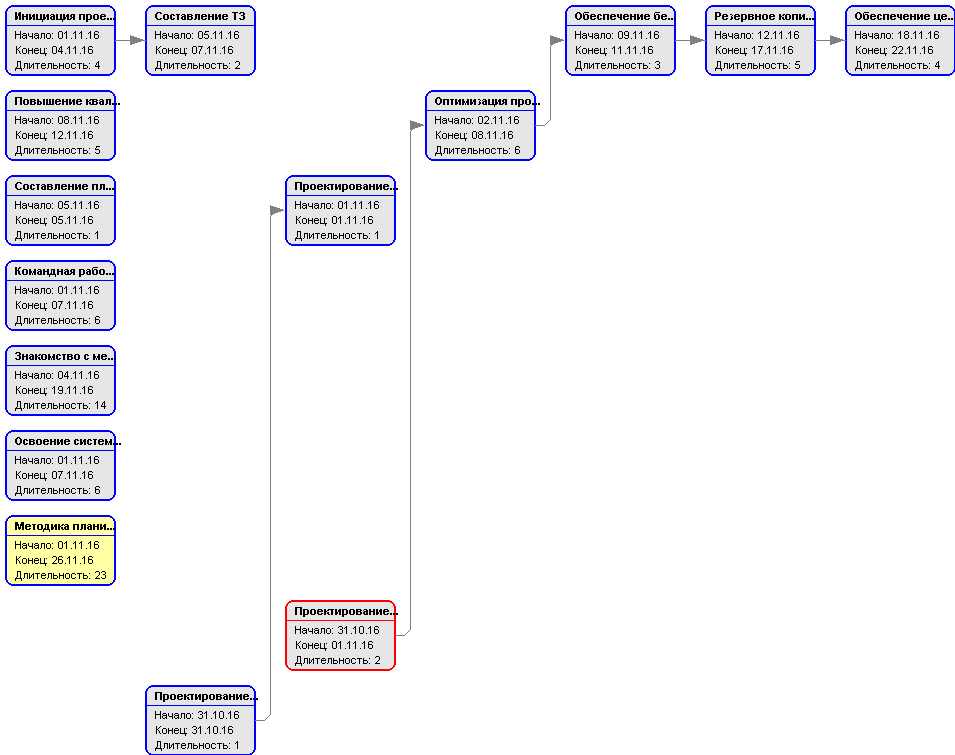 Инициация прое...
Начало: 01.11.16
Конец: 04.11.16
Длительность: 4
Составление ТЗ
Начало: 05.11.16
Конец: 07.11.16
Длительность: 2
Обеспечение бе...
Начало: 09.11.16
Конец: 11.11.16
Длительность: 3
Резервное копи...
Начало: 12.11.16
Конец: 17.11.16
Длительность: 5
Обеспечение це...
Начало: 18.11.16
Конец: 22.11.16
Длительность: 4
Повышение квал...
Начало: 08.11.16
Конец: 12.11.16
Длительность: 5
Оптимизация про...
Начало: 02.11.16
Конец: 08.11.16
Длительность: 6
Составление пл...
Начало: 05.11.16
Конец: 05.11.16
Длительность: 1
Проектирование...
Начало: 01.11.16
Конец: 01.11.16
Длительность: 1
Командная рабо...
Начало: 01.11.16
Конец: 07.11.16
Длительность: 6
Знакомство с ме...
Начало: 04.11.16
Конец: 19.11.16
Длительность: 14
Освоение систем...
Начало: 01.11.16
Конец: 07.11.16
Длительность: 6
Методика плани...
Начало: 01.11.16
Конец: 26.11.16
Длительность: 23
Проектирование...
Начало: 31.10.16
Конец: 01.11.16
Длительность: 2
Проектирование...
Начало: 31.10.16
Конец: 31.10.16
Длительность: 1